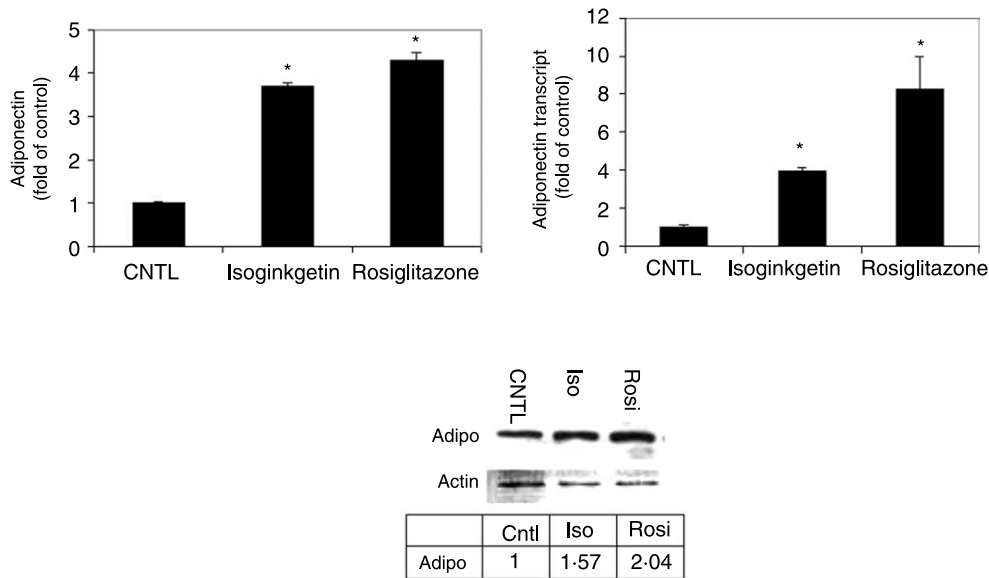 Adiponectin
(fold of control)
5
4
3
2
1
0
*
*
CNTL Isoginkgetin Rosiglitazone
Adiponectin transcript
(fold of control)
12
10
8
6
4
2
0
*
*
CNTL Isoginkgetin Rosiglitazone
CNTL Iso Rosi
Adipo
Actin
Cntl Iso Rosi
Adipo 1 1·57 2·04